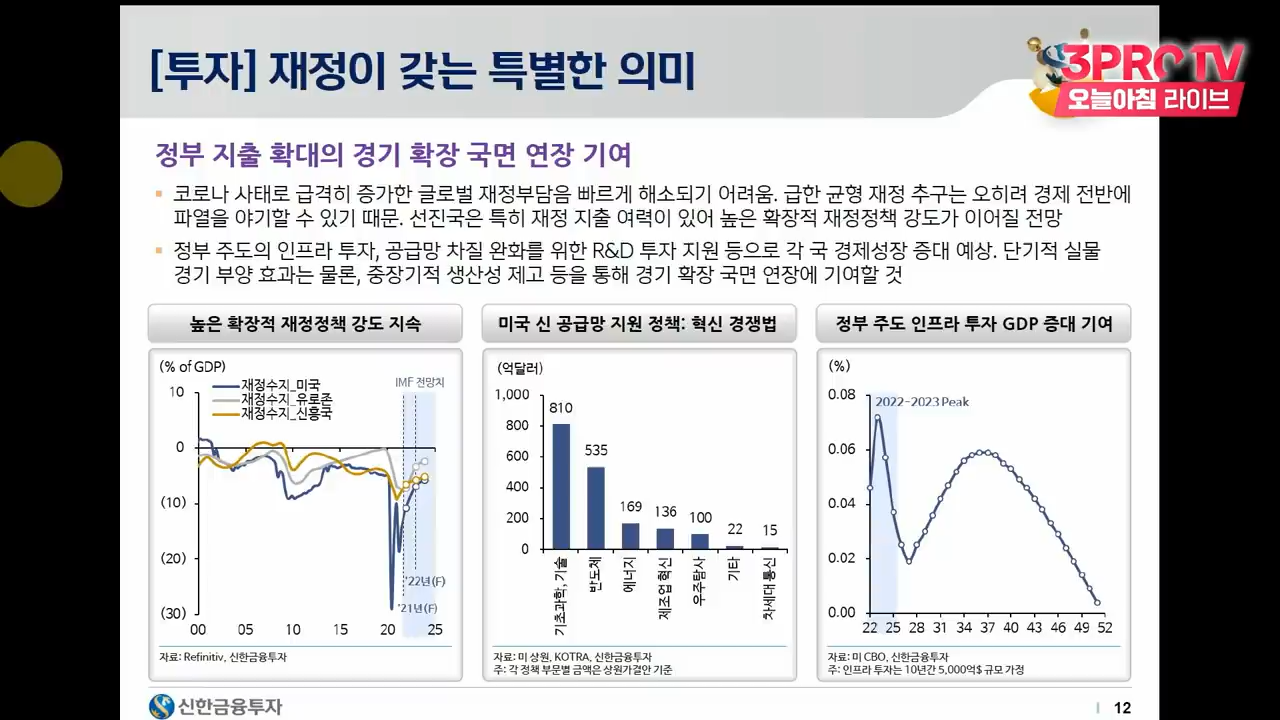 [투자] 재정이 갖는 특별한 의미
3PROTV
오늘아침 라이브
정부 지출 확대의 경기 확장 국면 연장 기여
코로나 사태로 급격히 증가한 글로벌 재정부담음 빠르게 해소되기 어려움. 급한 균형 재정 추구는 오히려 경제 전반에
파열을 야기할 수 있기 때문. 선진국은 특히 재정 지출 여력이 있어 높은 확장적 재정정책 강도가 이어질 전망
정부 주도의 인프라 투자, 공급망 차질 완화를 위한 R&D 투자 지원 등으로 각 국 경제성장 증대 예상. 단기적 실물
경기 부양 효과는 물론, 중장기적 생산성 제고 등을 통해 경기 확장 국면 연장에 기여할 것
높은 확장적 재정정책 강도 지속
(% of GDP)
재정수지_미국
재정수지_유로존
재정수지_신흥국
IMF 전망치
10
0
(10)
(20)
(30)
'22년(F)
'21년(F)
00 05 10 15 20 25
자료: Refinitiv, 신한금융투자
미국 신 공급망 지원 정책: 혁신 경쟁법
(억달러)
1,000
800
600
400
200
0
810
535
169
136
100
22
15
기초과학, 기술
반도체
에너지
제조업 혁신
우주탐사
기타
차세대 통신
자료: 미 상원, KOTRA, 신한금융투자
주: 각 정책 부문별 금액은 상원가결안 기준
정부 주도 인프라 투자 GDP 증대 기여
(%)
0.08
0.06
0.04
0.02
0.00
2022-2023 Peak
22 25 28 31 34 37 40 43 46 49 52
자료: 미 CBO, 신한금융투자
주: 인프라 투자는 10년간 5,000억$ 규모 가정
신한금융투자
12